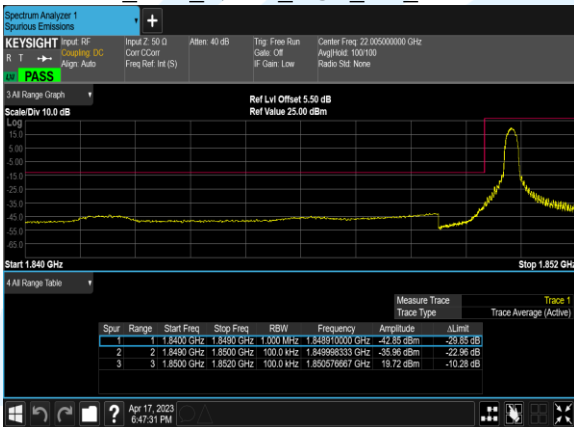 Spectrum Analyzer 1
Spurious Emissions
KEYSIGHT Input: RF Input Z: 50 Ω Atten: 40 dB Trig: Free Run Center Freq: 22.005000000 GHz
R T Coupling: DC Corr CCorr Gate: Off Avg|Hold: 100/100
Align: Auto Freq Ref: Int (S) IF Gain: Low Radio Std: None
PASS
3 All Range Graph
Ref Lvl Offset 5.50 dB
Scale/Div 10.0 dB Ref Value 25.00 dBm
Log
15.0
5.00
-5.00
-15.0
-25.0
-35.0
-45.0
-55.0
-65.0
Start 1.840 GHz Stop 1.852 GHz
4 All Range Table
Measure Trace Trace 1
Trace Type Trace Average (Active)
Spur Range Start Freq Stop Freq RBW Frequency Amplitude ΔLimit
1 1 1.8400 GHz 1.8490 GHz 1.000 MHz 1.848910000 GHz -42.85 dBm -29.85 dB
2 2 1.8490 GHz 1.8500 GHz 100.0 kHz 1.849998333 GHz -35.96 dBm -22.96 dB
3 3 1.8500 GHz 1.8520 GHz 100.0 kHz 1.850576667 GHz 19.72 dBm -10.28 dB
Apr 17, 2023
6:47:31 PM